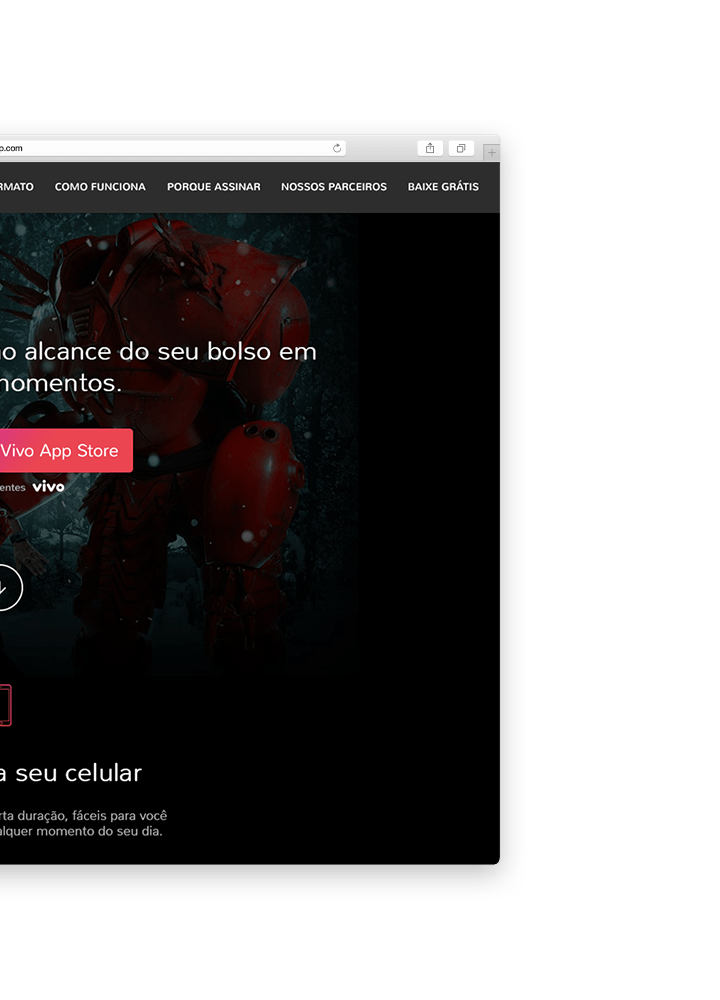 p.com
RMATO COMO FUNCIONA PORQUE ASSINAR NOSSOS PARCEIROS BAIXE GRÁTIS
ao alcance do seu bolso em
momentos.
Vivo App Store
entes vivo
a seu celular
rta duração, fáceis para você
alquer momento do seu dia.